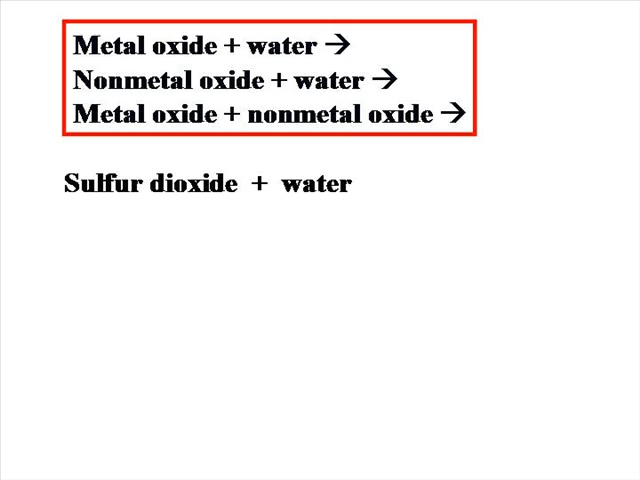 Metal oxide + water →
Nonmetal oxide + water →
Metal oxide + nonmetal oxide →
Sulfur dioxide + water